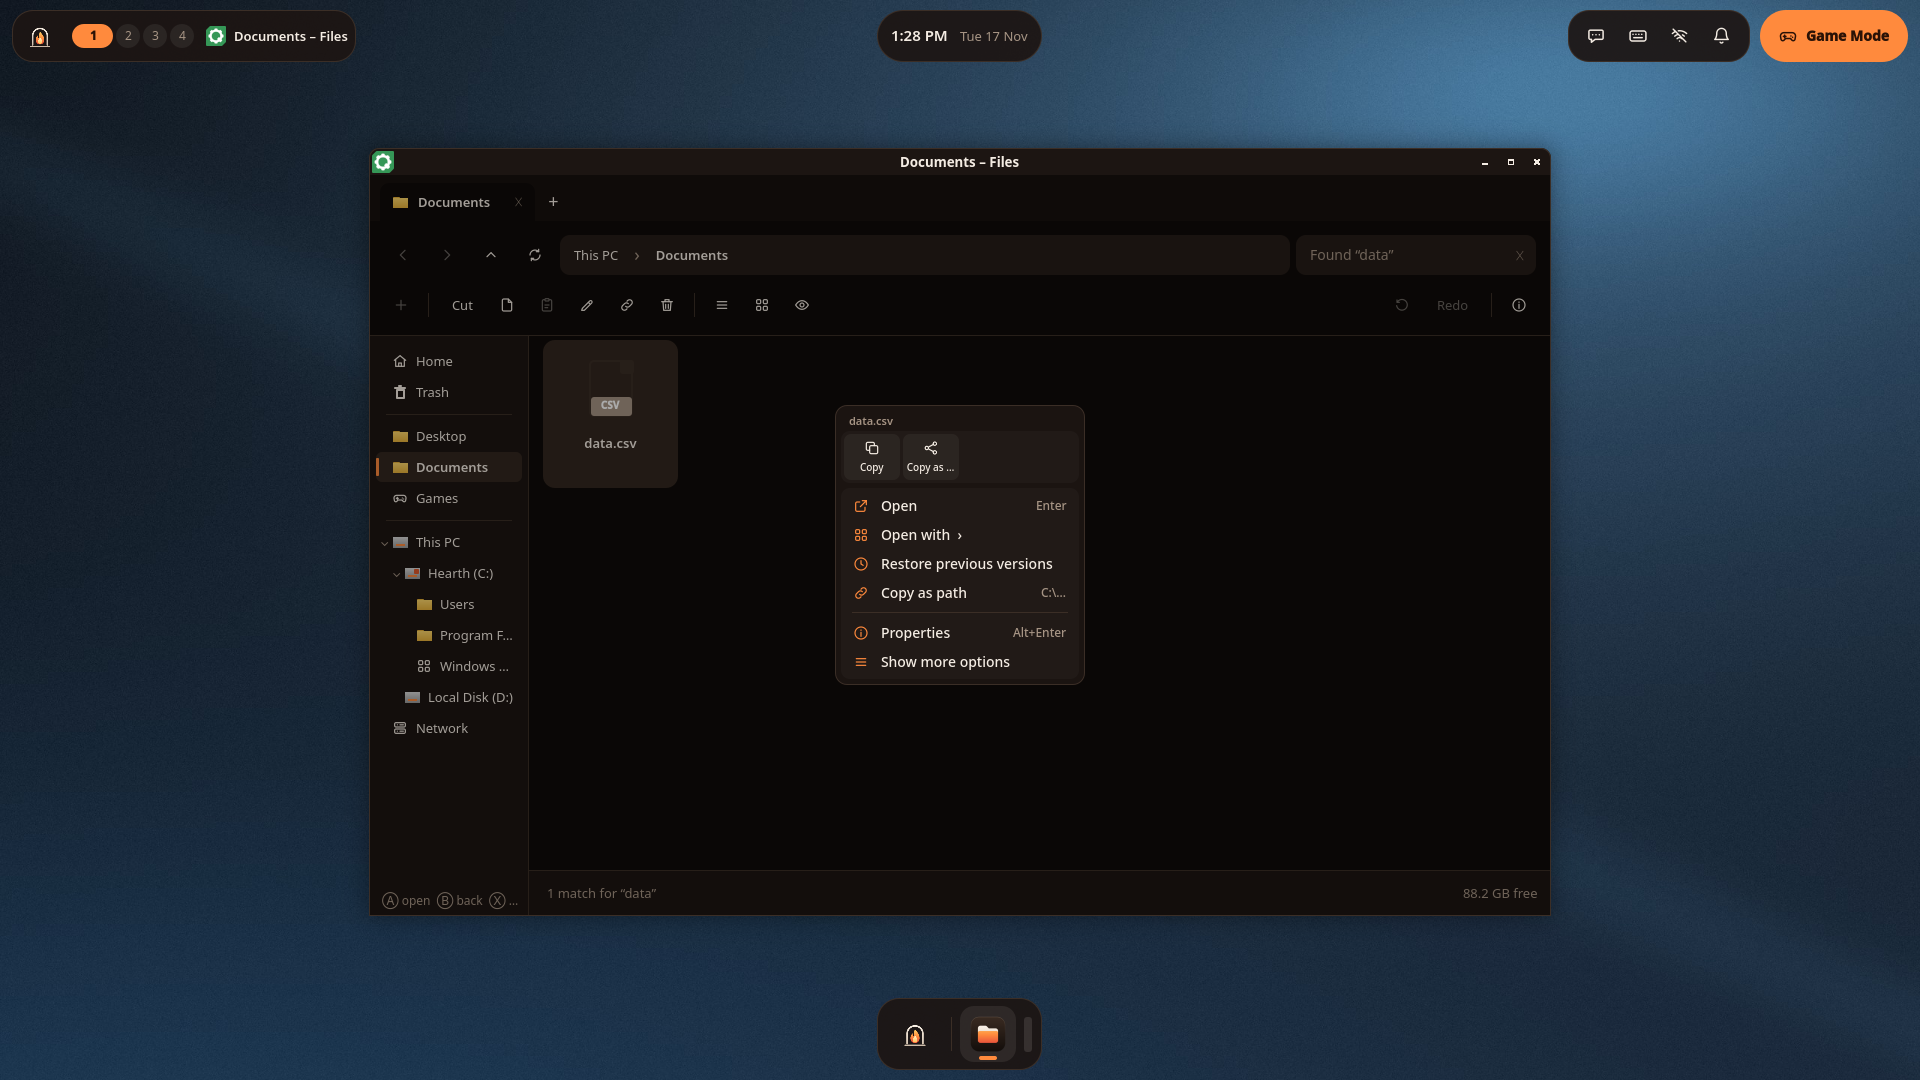 1 2 3 4 Documents – Files
1:28 PM Tue 17 Nov
Game Mode
Documents – Files
Documents X +
This PC › Documents
Found “data” X
Cut
Redo
Home
Trash
Desktop
Documents
Games
This PC
Hearth (C:)
Users
Program F...
Windows ...
Local Disk (D:)
Network
A open B back X ...
CSV
data.csv
data.csv
Copy
Copy as ...
Open Enter
Open with ›
Restore previous versions
Copy as path C:\...
Properties Alt+Enter
Show more options
1 match for “data”
88.2 GB free